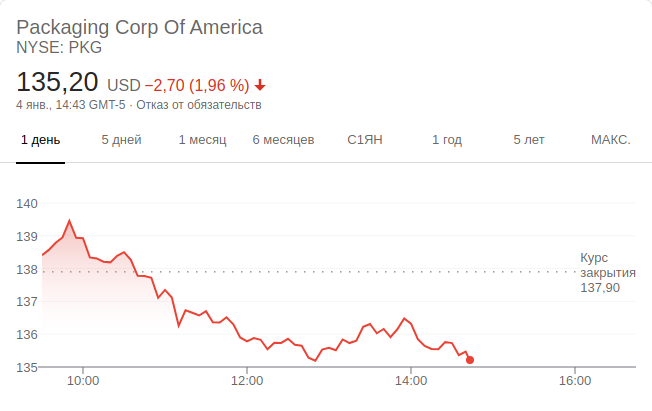 Packaging Corp Of America
NYSE: PKG
135,20 USD −2,70 (1,96 %)
4 янв., 14:43 GMT-5 · Отказ от обязательств
1 день 5 дней 1 месяц 6 месяцев С1ЯН 1 год 5 лет МАКС.
140
139
138
137
136
135
Курс
закрытия
137,90
10:00 12:00 14:00 16:00